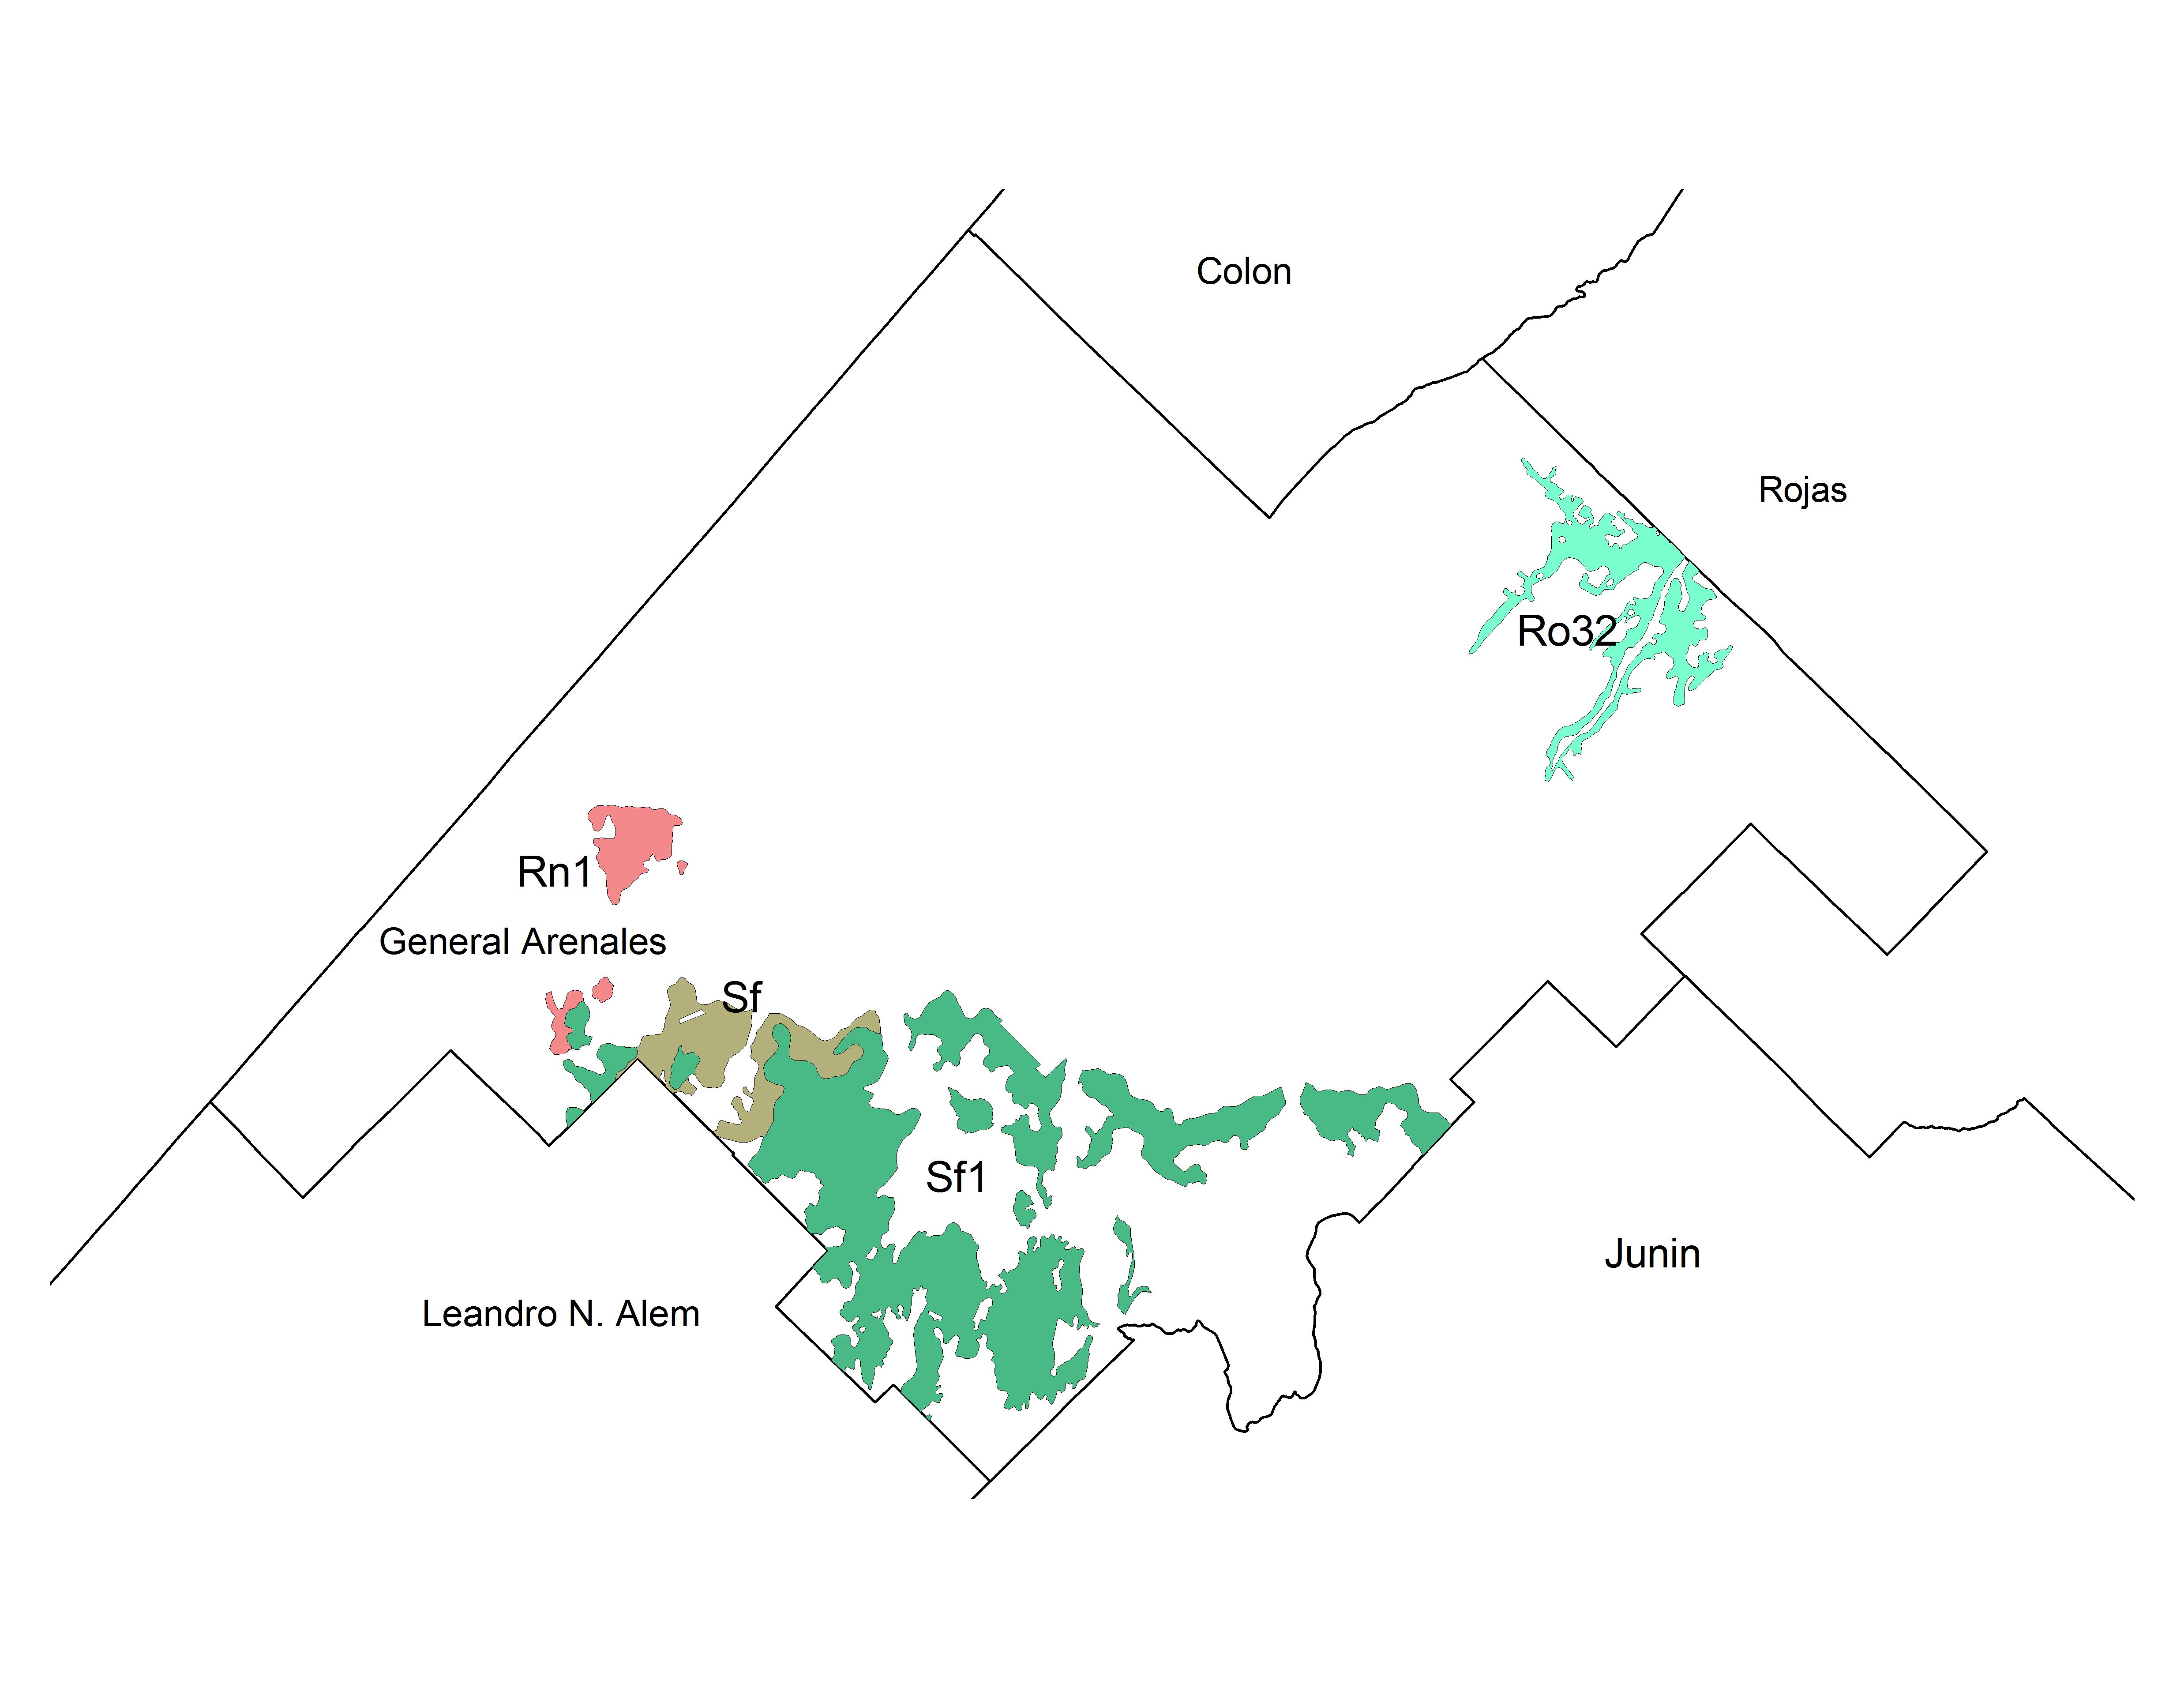 Colon
Rojas
Ro32
Rn1
General Arenales
Sf
Sf1
Junin
Leandro N. Alem